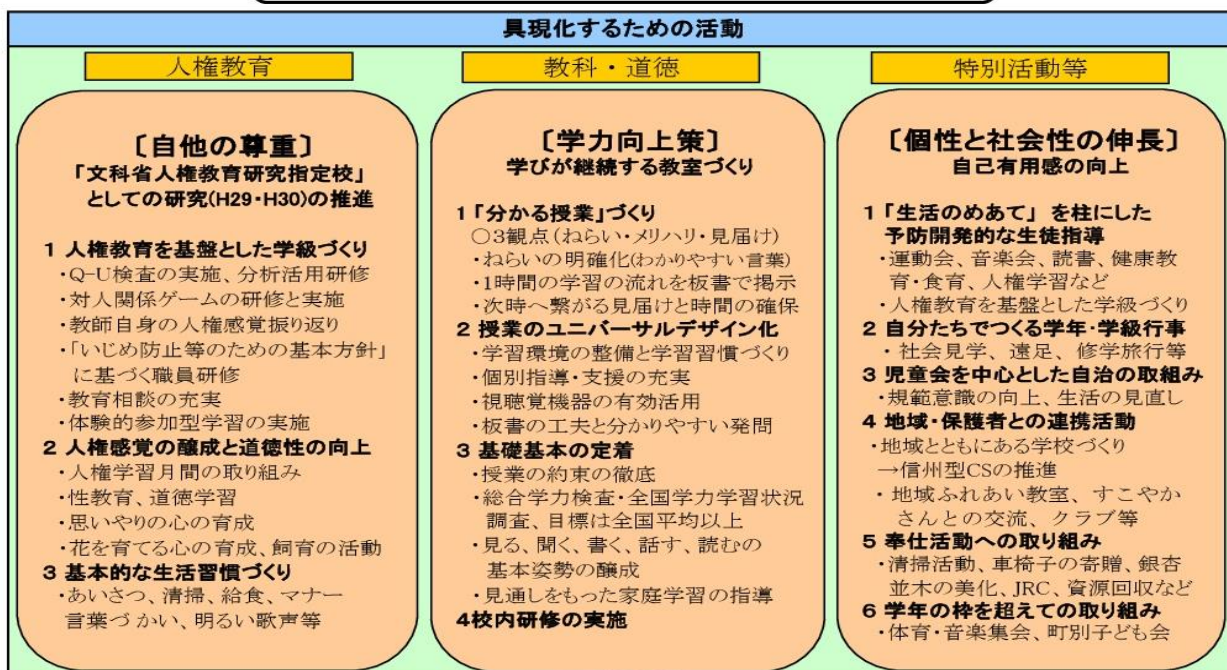 具現化するための活動
人権教育
〔自他の尊重〕
「文科省人権教育研究指定校」
としての研究(H29・H30)の推進
1 人権教育を基盤とした学級づくり
・Q-U検査の実施、分析活用研修
・対人関係ゲームの研修と実施
・教師自身の人権感覚振り返り
・「いじめ防止等のための基本方針」
に基づく職員研修
・教育相談の充実
・体験的参加型学習の実施
2 人権感覚の醸成と道徳性の向上
・人権学習月間の取り組み
・性教育、道徳学習
・思いやりの心の育成
・花を育てる心の育成、飼育の活動
3 基本的な生活習慣づくり
・あいさつ、清掃、給食、マナー
言葉づかい、明るい歌声等
教科・道徳
〔学力向上策〕
学びが継続する教室づくり
1「分かる授業」づくり
○3観点(ねらい・メリハリ・見届け)
・ねらいの明確化(わかりやすい言葉)
・1時間の学習の流れを板書で掲示
・次時へ繋がる見届けと時間の確保
2 授業のユニバーサルデザイン化
・学習環境の整備と学習習慣づくり
・個別指導・支援の充実
・視聴覚機器の有効活用
・板書の工夫と分かりやすい発問
3 基礎基本の定着
・授業の約束の徹底
・総合学力検査・全国学力学習状況
調査、目標は全国平均以上
・見る、聞く、書く、話す、読むの
基本姿勢の醸成
・見通しをもった家庭学習の指導
4校内研修の実施
特別活動等
〔個性と社会性の伸長〕
自己有用感の向上
1「生活のめあて」を柱にした
予防開発的な生徒指導
・運動会、音楽会、読書、健康教
育・食育、人権学習など
・人権教育を基盤とした学級づくり
2 自分たちでつくる学年・学級行事
・社会見学、遠足、修学旅行等
3 児童会を中心とした自治の取組み
・規範意識の向上、生活の見直し
4 地域・保護者との連携活動
・地域とともにある学校づくり
→信州型CSの推進
・地域ふれあい教室、すこやか
さんとの交流、クラブ等
5 奉仕活動への取り組み
・清掃活動、車椅子の寄贈、銀杏
並木の美化、JRC、資源回収など
6 学年の枠を超えての取り組み
・体育・音楽集会、町別子ども会